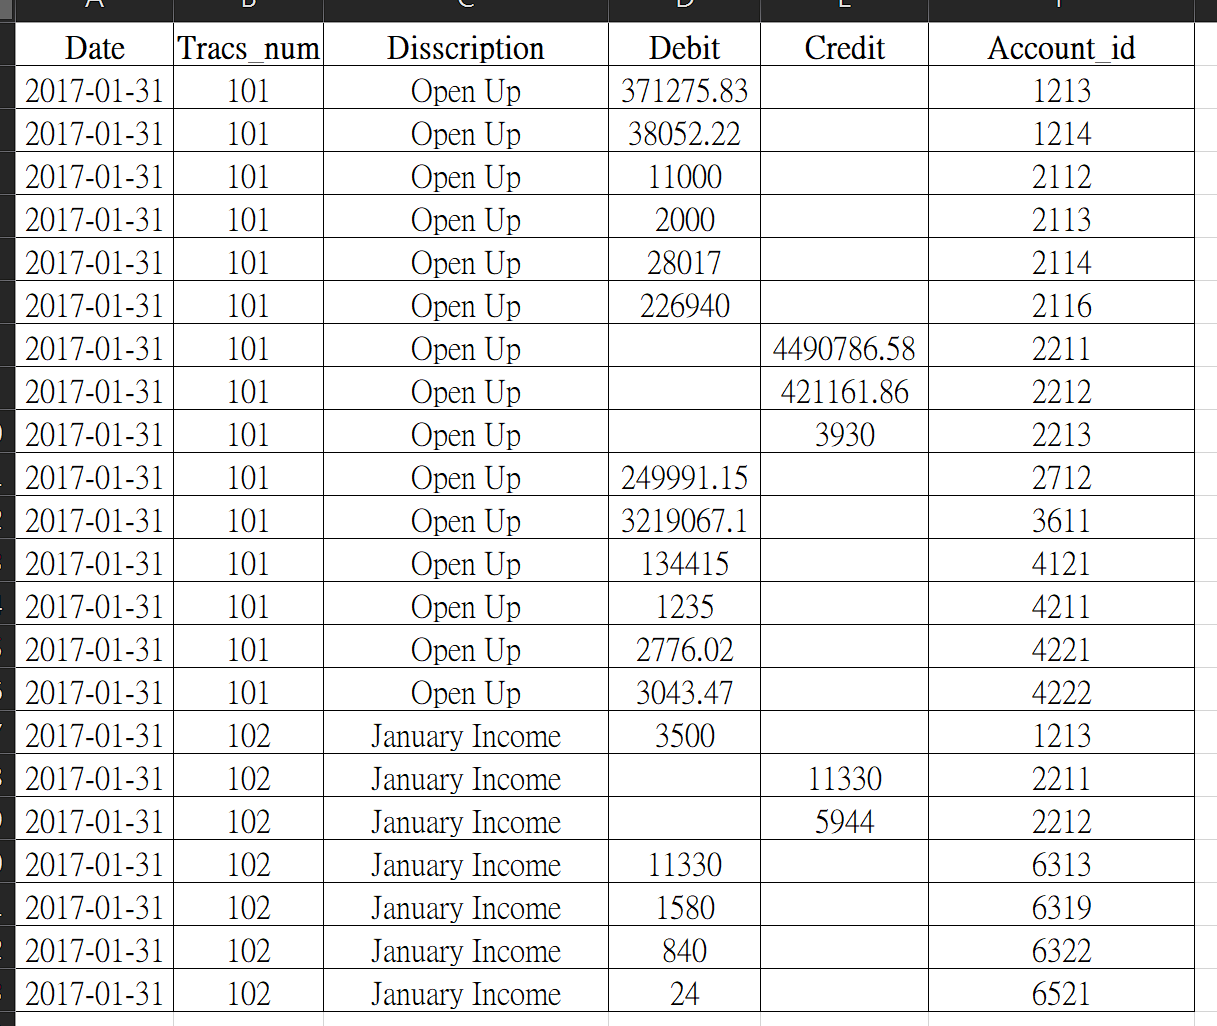 A B C D E F
Date Tracs_num Disscription Debit Credit Account_id
2017-01-31 101 Open Up 371275.83 1213
2017-01-31 101 Open Up 38052.22 1214
2017-01-31 101 Open Up 11000 2112
2017-01-31 101 Open Up 2000 2113
2017-01-31 101 Open Up 28017 2114
2017-01-31 101 Open Up 226940 2116
2017-01-31 101 Open Up 4490786.58 2211
2017-01-31 101 Open Up 421161.86 2212
2017-01-31 101 Open Up 3930 2213
2017-01-31 101 Open Up 249991.15 2712
2017-01-31 101 Open Up 3219067.1 3611
2017-01-31 101 Open Up 134415 4121
2017-01-31 101 Open Up 1235 4211
2017-01-31 101 Open Up 2776.02 4221
2017-01-31 101 Open Up 3043.47 4222
2017-01-31 102 January Income 3500 1213
2017-01-31 102 January Income 11330 2211
2017-01-31 102 January Income 5944 2212
2017-01-31 102 January Income 11330 6313
2017-01-31 102 January Income 1580 6319
2017-01-31 102 January Income 840 6322
2017-01-31 102 January Income 24 6521